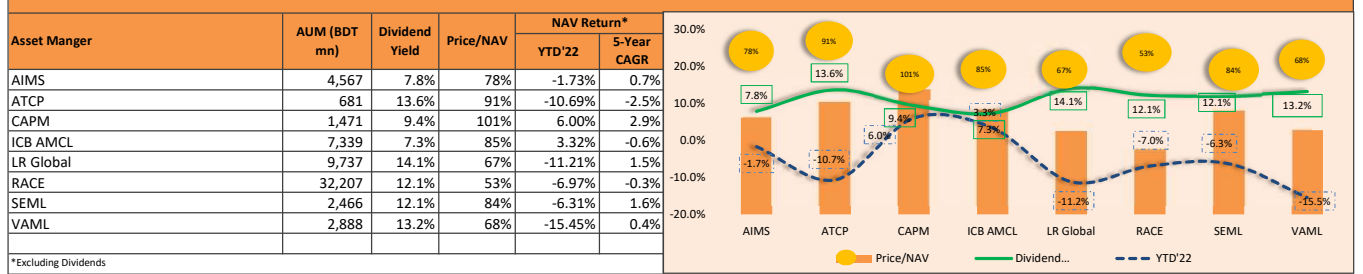 Asset Manger AUM (BDT mn) Dividend Yield Price/NAV NAV Return*
YTD'22 5-Year CAGR
AIMS 4,567 7.8% 78% -1.73% 0.7%
ATCP 681 13.6% 91% -10.69% -2.5%
CAPM 1,471 9.4% 101% 6.00% 2.9%
ICB AMCL 7,339 7.3% 85% 3.32% -0.6%
LR Global 9,737 14.1% 67% -11.21% 1.5%
RACE 32,207 12.1% 53% -6.97% -0.3%
SEML 2,466 12.1% 84% -6.31% 1.6%
VAML 2,888 13.2% 68% -15.45% 0.4%
*Excluding Dividends
30.0%
20.0%
10.0%
0.0%
-10.0%
-20.0%
78% 91% 101% 85% 67% 53% 84% 68%
7.8% 13.6% 9.4% 7.3% 14.1% 12.1% 12.1% 13.2%
-1.7% -10.7% 6.0% 3.3% -11.2% -7.0% -6.3% -15.5%
AIMS ATCP CAPM ICB AMCL LR Global RACE SEML VAML
Price/NAV Dividend... YTD'22